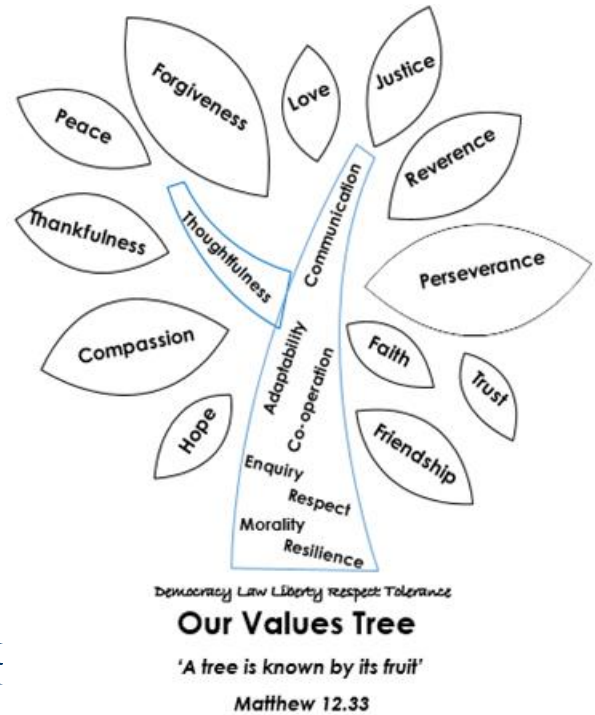 Forgiveness
Love
Justice
Peace
Reverence
Thankfulness
Thoughtfulness
Communication
Perseverance
Compassion
Adaptability
Co-operation
Faith
Trust
Hope
Friendship
Enquiry
Respect
Morality
Resilience
Democracy Law Liberty Respect Tolerance
Our Values Tree
‘A tree is known by its fruit’
Matthew 12.33